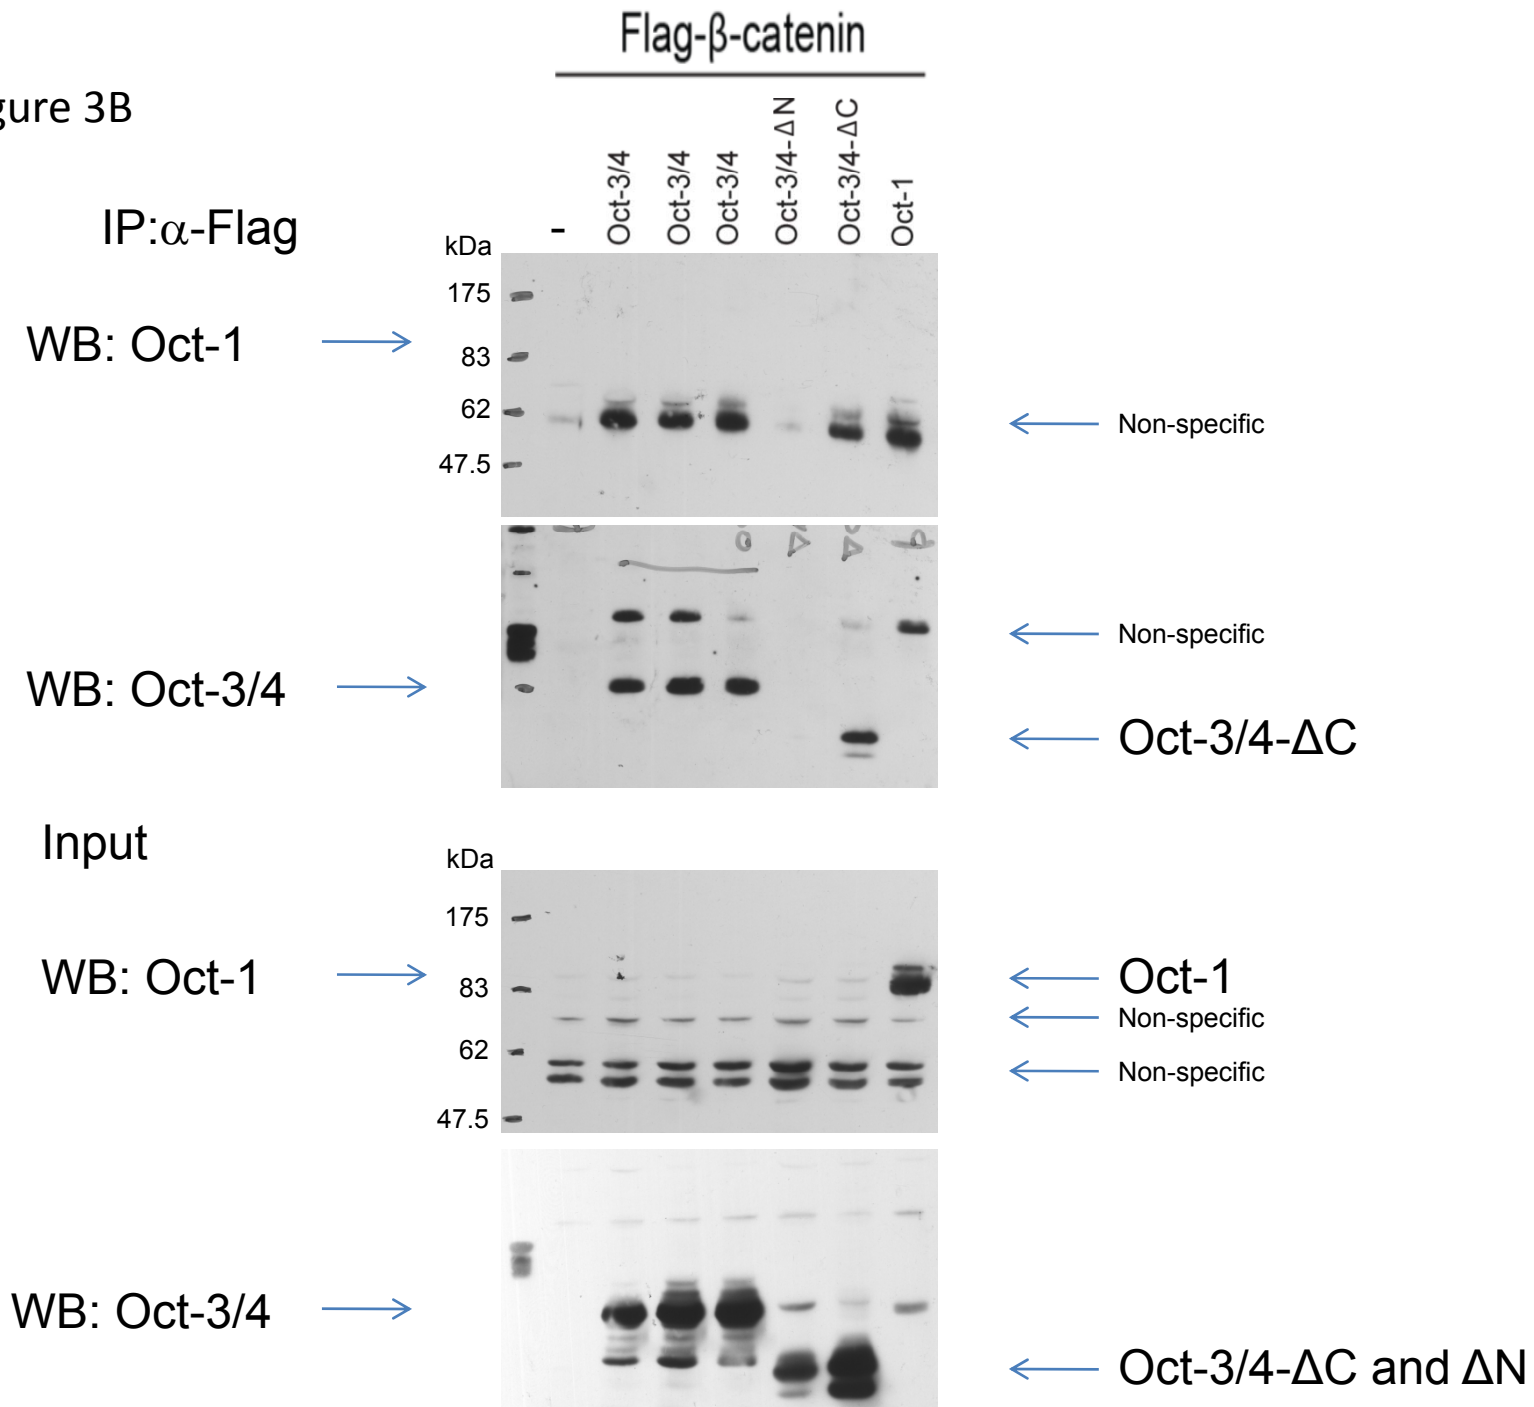 Flag-β-catenin
gure 3B
-
Oct-3/4
Oct-3/4
Oct-3/4
Oct-3/4-ΔN
Oct-3/4-ΔC
Oct-1
IP:α-Flag
kDa
175
WB: Oct-1
83
62
Non-specific
47.5
Non-specific
WB: Oct-3/4
Oct-3/4-ΔC
Input
kDa
175
WB: Oct-1
83
Oct-1
Non-specific
62
Non-specific
47.5
WB: Oct-3/4
Oct-3/4-ΔC and ΔN